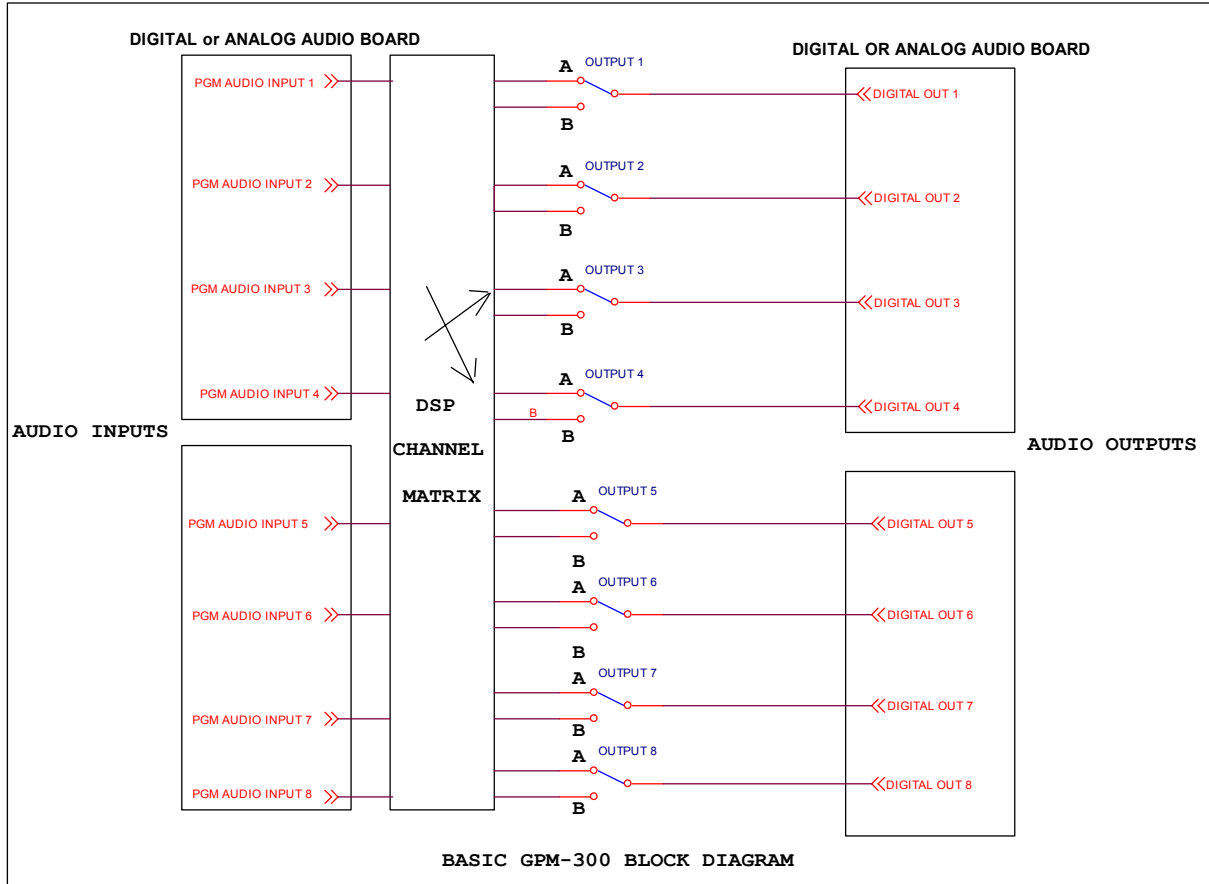 DIGITAL or ANALOG AUDIO BOARD
DIGITAL OR ANALOG AUDIO BOARD
PGM AUDIO INPUT 1
A
OUTPUT 1
B
DIGITAL OUT 1
PGM AUDIO INPUT 2
A
OUTPUT 2
B
DIGITAL OUT 2
PGM AUDIO INPUT 3
A
OUTPUT 3
B
DIGITAL OUT 3
PGM AUDIO INPUT 4
A
OUTPUT 4
B
B
DIGITAL OUT 4
AUDIO INPUTS
DSP
CHANNEL
MATRIX
AUDIO OUTPUTS
PGM AUDIO INPUT 5
A
OUTPUT 5
B
DIGITAL OUT 5
PGM AUDIO INPUT 6
A
OUTPUT 6
B
DIGITAL OUT 6
PGM AUDIO INPUT 7
A
OUTPUT 7
B
DIGITAL OUT 7
PGM AUDIO INPUT 8
A
OUTPUT 8
B
DIGITAL OUT 8
BASIC GPM-300 BLOCK DIAGRAM